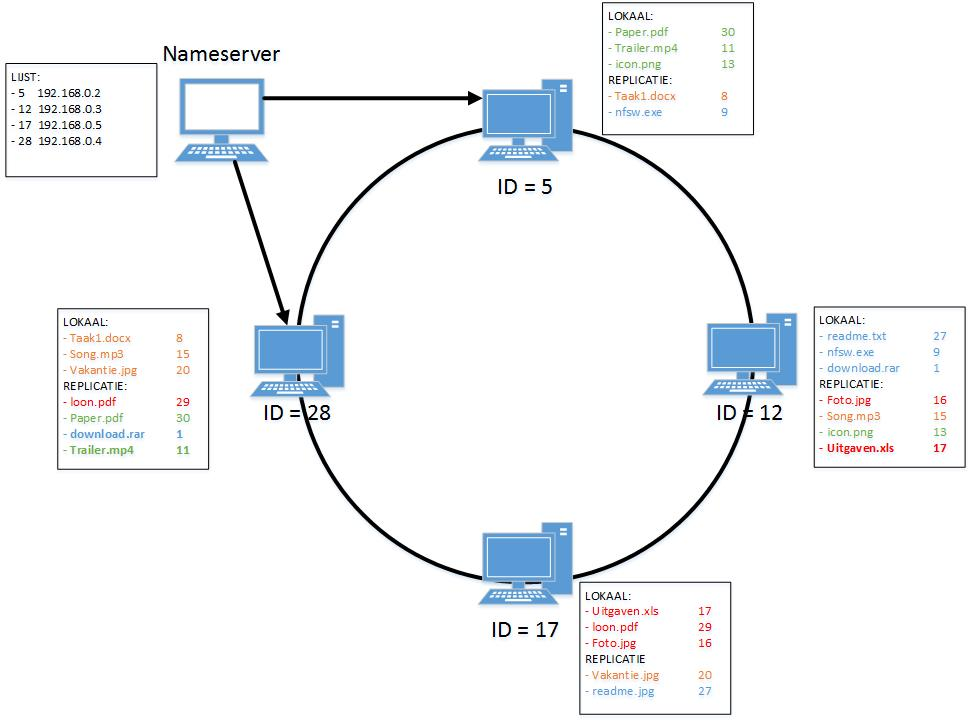 Nameserver
LIJST:
- 5 192.168.0.2
- 12 192.168.0.3
- 17 192.168.0.5
- 28 192.168.0.4
LOKAAL:
- Paper.pdf 30
- Trailer.mp4 11
- icon.png 13
REPLICATIE:
- Taak1.docx 8
- nfsw.exe 9
ID = 5
LOKAAL:
- Taak1.docx 8
- Song.mp3 15
- Vakantie.jpg 20
REPLICATIE:
- loon.pdf 29
- Paper.pdf 30
- download.rar 1
- Trailer.mp4 11
ID = 28
ID = 12
LOKAAL:
- readme.txt 27
- nfsw.exe 9
- download.rar 1
REPLICATIE:
- Foto.jpg 16
- Song.mp3 15
- icon.png 13
- Uitgaven.xls 17
ID = 17
LOKAAL:
- Uitgaven.xls 17
- loon.pdf 29
- Foto.jpg 16
REPLICATIE
- Vakantie.jpg 20
- readme.jpg 27